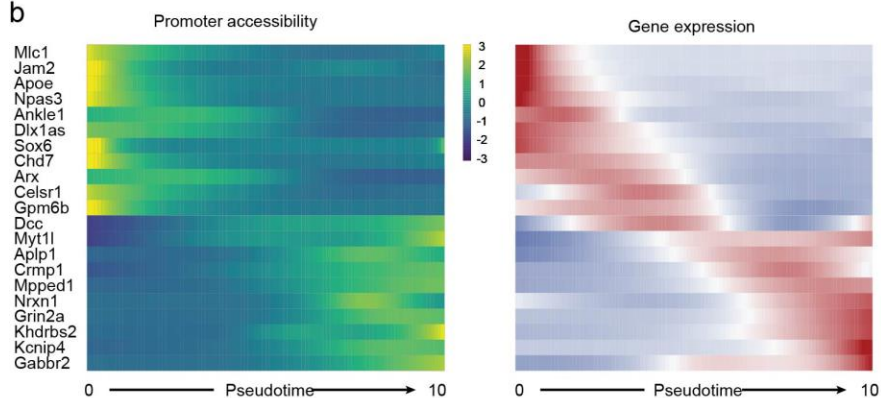 b
Promoter accessibility
Gene expression
Mlc1
Jam2
Apoe
Npas3
Ankle1
Dlx1as
Sox6
Chd7
Arx
Celsr1
Gpm6b
Dcc
Myt1l
Aplp1
Crmp1
Mpped1
Nrxn1
Grin2a
Khdrbs2
Kcnip4
Gabbr2
3
2
1
0
-1
-2
-3
0 Pseudotime 10
0 Pseudotime 10